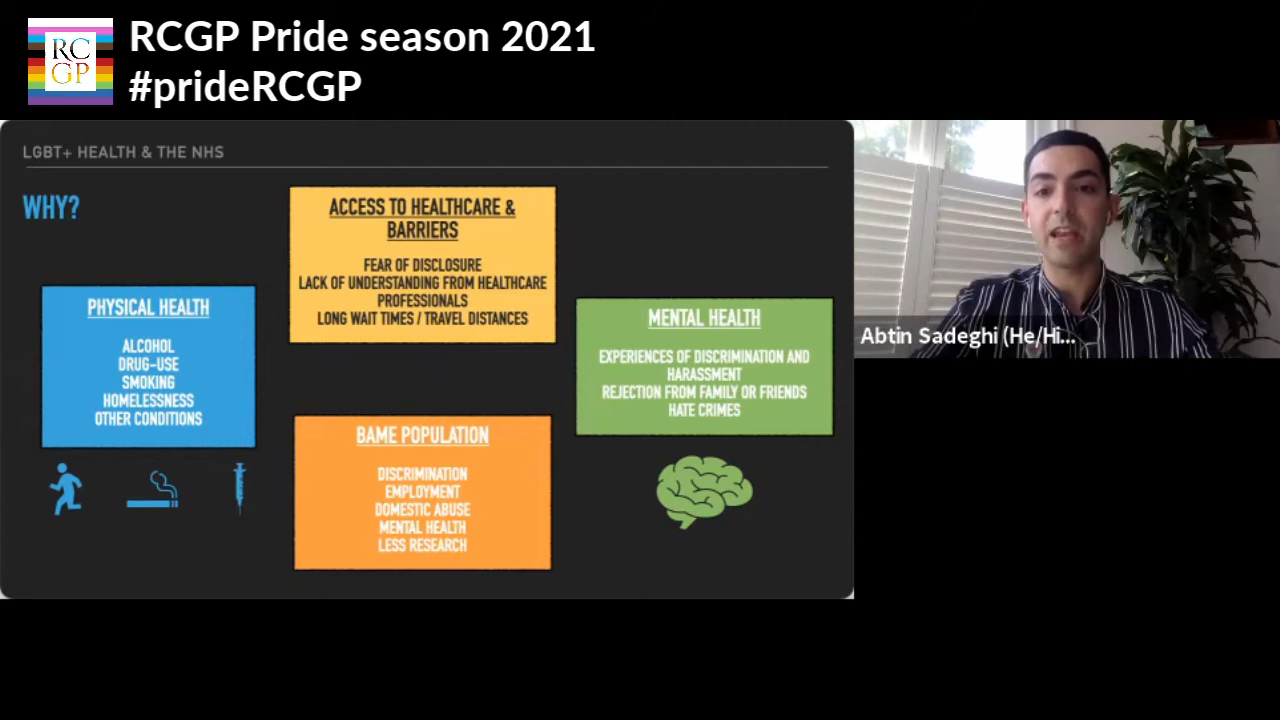 RC
GP
RCGP Pride season 2021
#prideRCGP
LGBT+ HEALTH & THE NHS
WHY?
ACCESS TO HEALTHCARE &
BARRIERS
FEAR OF DISCLOSURE
LACK OF UNDERSTANDING FROM HEALTHCARE
PROFESSIONALS
LONG WAIT TIMES / TRAVEL DISTANCES
PHYSICAL HEALTH
ALCOHOL
DRUG-USE
SMOKING
HOMELESSNESS
OTHER CONDITIONS
MENTAL HEALTH
EXPERIENCES OF DISCRIMINATION AND
HARASSMENT
REJECTION FROM FAMILY OR FRIENDS
HATE CRIMES
BAME POPULATION
DISCRIMINATION
EMPLOYMENT
DOMESTIC ABUSE
MENTAL HEALTH
LESS RESEARCH
Abtin Sadeghi (He/Hi...